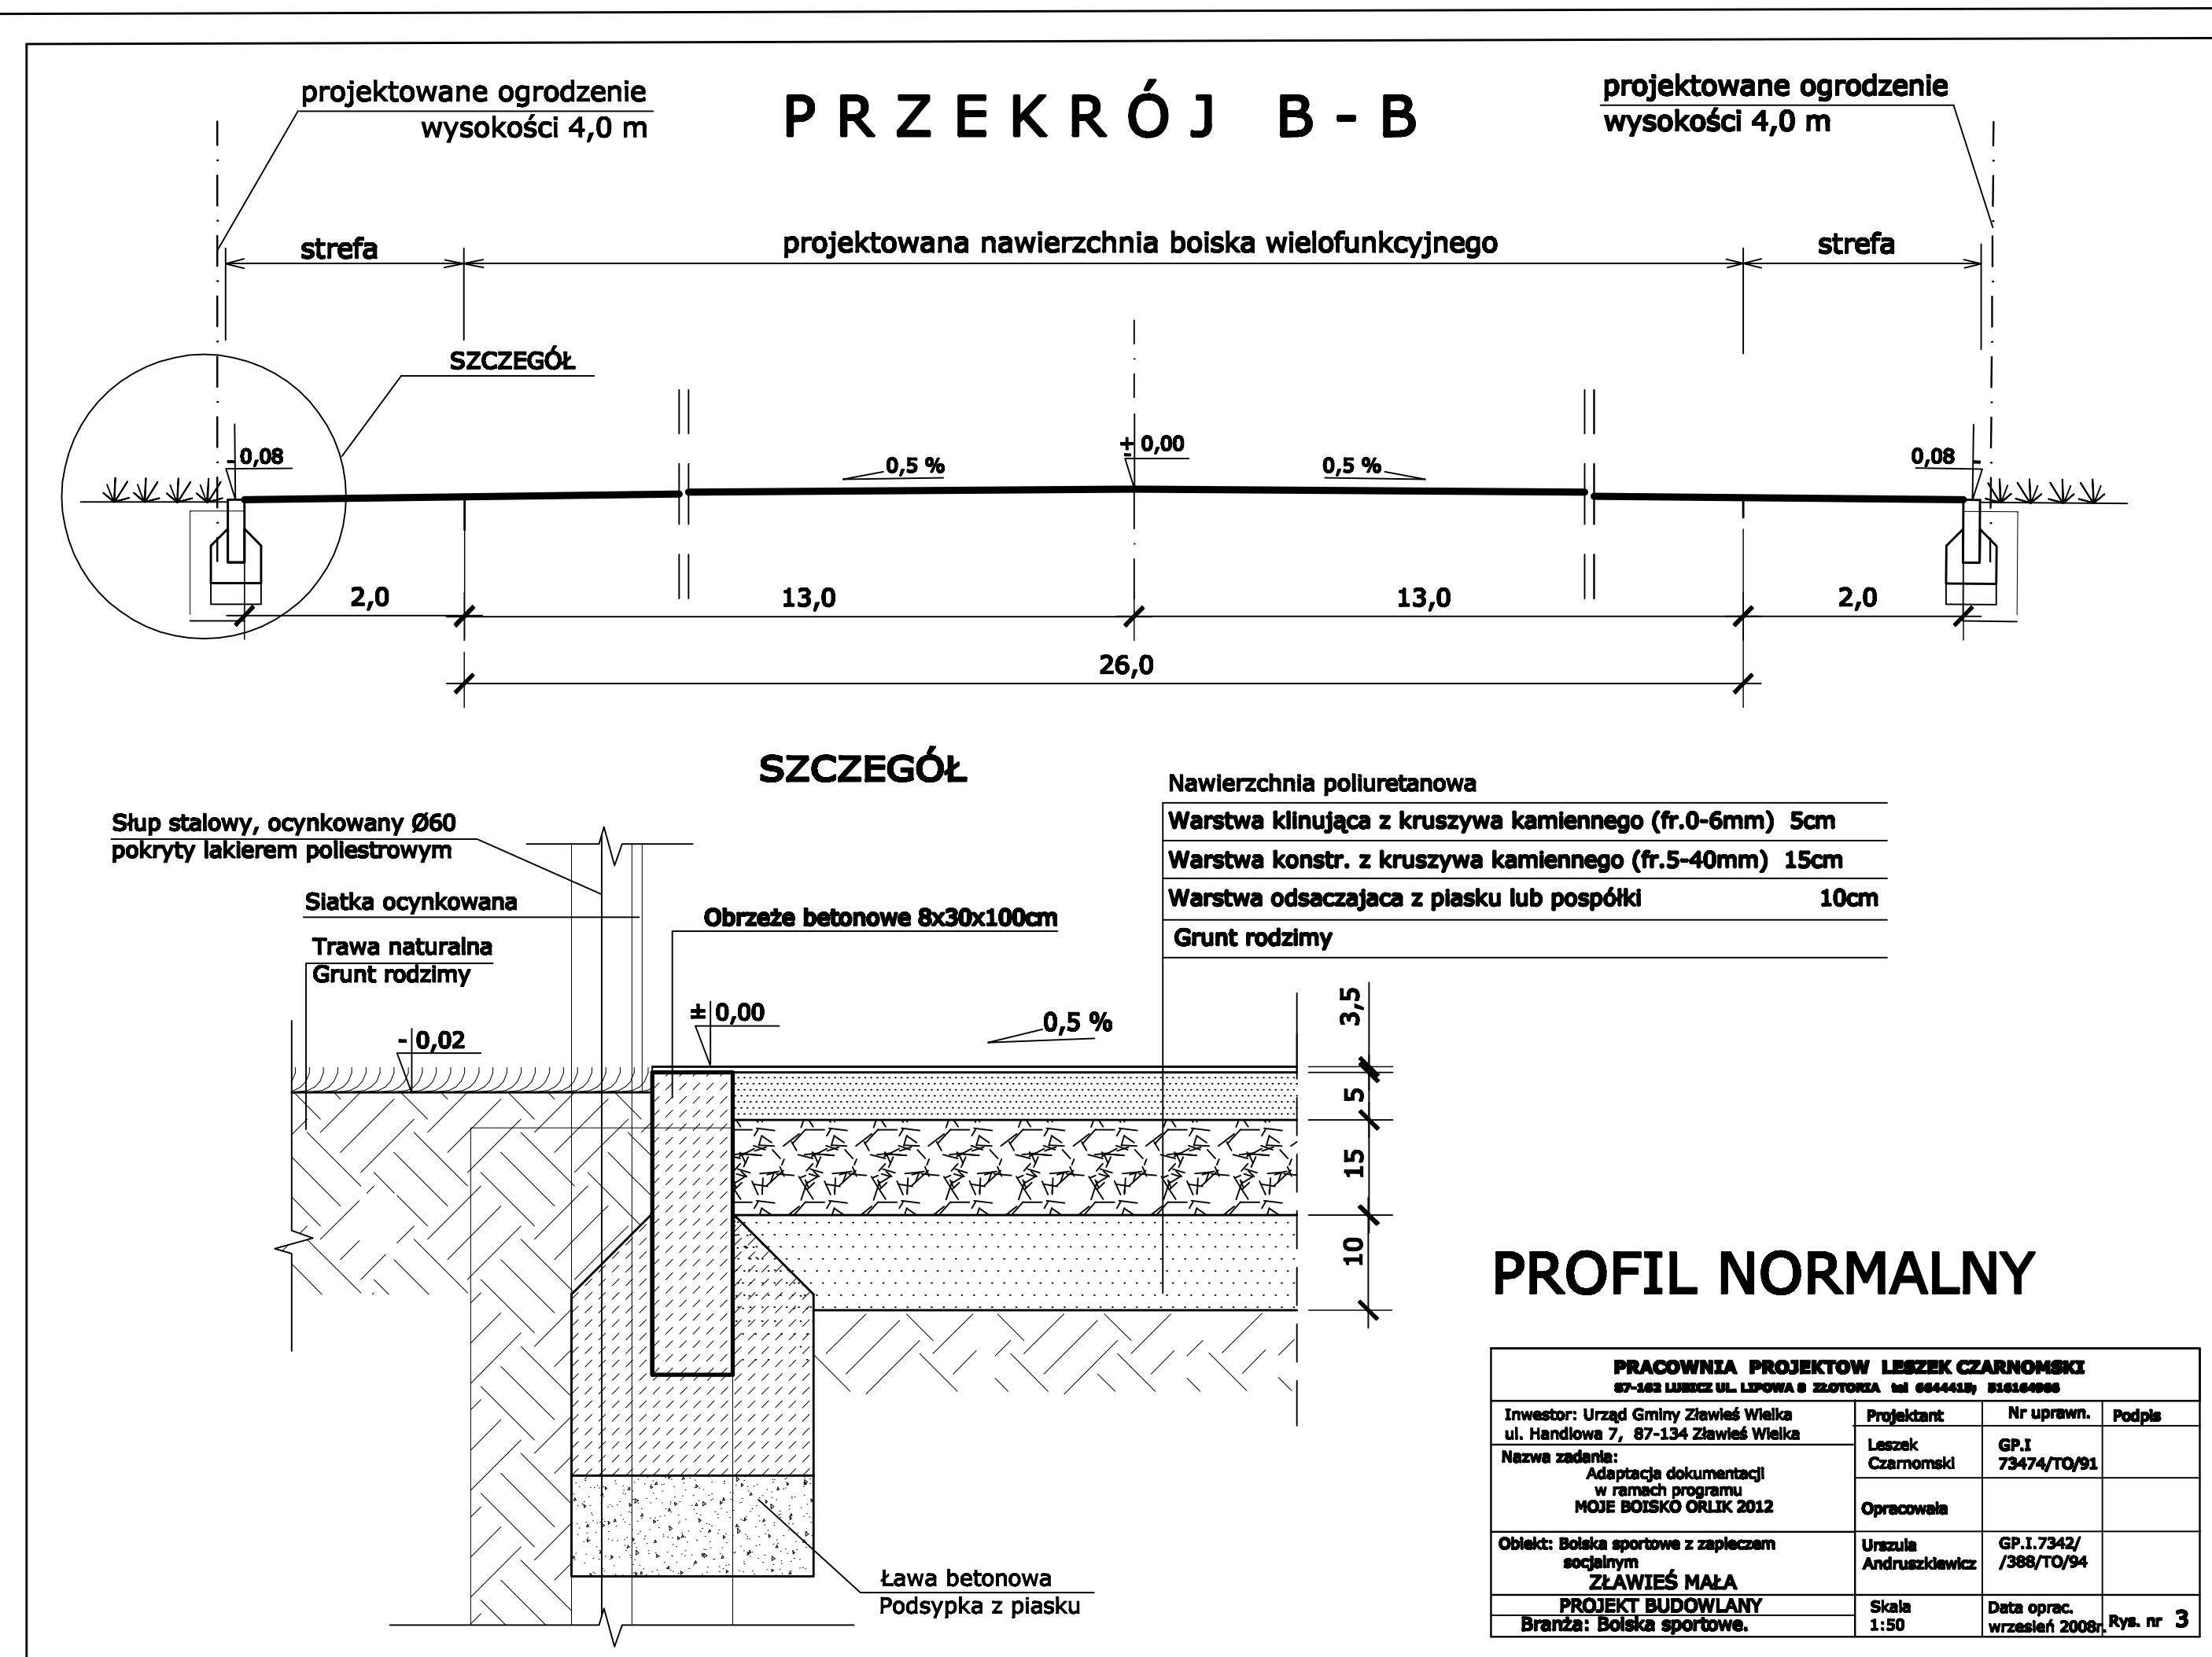 projektowane ogrodzenie
wysokości 4,0 m
PRZEKRÓJ B-B
projektowane ogrodzenie
wysokości 4,0 m
strefa
projektowana nawierzchnia boiska wielofunkcyjnego
strefa
SZCZEGÓŁ
- 0,08
0,5 %
± 0,00
0,5 %
0,08 -
2,0
13,0
13,0
2,0
26,0
SZCZEGÓŁ
Nawierzchnia poliuretanowa
Warstwa klinująca z kruszywa kamiennego (fr.0-6mm) 5cm
Warstwa konstr. z kruszywa kamiennego (fr.5-40mm) 15cm
Warstwa odsaczajaca z piasku lub pospółki 10cm
Grunt rodzimy
Słup stalowy, ocynkowany Ø60
pokryty lakierem poliestrowym
Siatka ocynkowana
Obrzeże betonowe 8x30x100cm
Trawa naturalna
Grunt rodzimy
- 0,02
± 0,00
0,5 %
3,5
5
15
10
Ława betonowa
Podsypka z piasku
PROFIL NORMALNY
PRACOWNIA PROJEKTOW LESZEK CZARNOMSKI
87-162 LUBICZ UL. LIPOWA 8 ZŁOTORIA tel
Inwestor: Urząd Gminy Zławieś Wielka
ul. Handlowa 7, 87-134 Zławieś Wielka
Projektant
Nr uprawn.
Podpis
Nazwa zadania:
Adaptacja dokumentacji
w ramach programu
MOJE BOISKO ORLIK 2012
Leszek
Czarnomski
GP.I
73474/TO/91
Opracowała
Obiekt: Boiska sportowe z zapleczem
socjalnym
ZŁAWIEŚ MAŁA
Urszula
Andruszkiewicz
GP.I.7342/
/388/TO/94
PROJEKT BUDOWLANY
Branża: Boiska sportowe.
Skala
1:50
Data oprac.
wrzesień 2008r.
Rys. nr 3